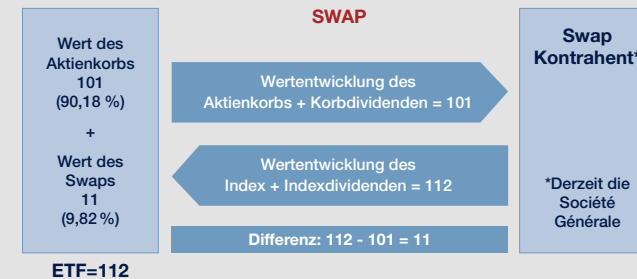 SWAP
Wert des
Aktienkorbs
101
(90,18 %)
+
Wert des
Swaps
11
(9,82 %)
ETF=112
Wertentwicklung des
Aktienkorbs + Korbdividenden = 101
Wertentwicklung des
Index + Indexdividenden = 112
Differenz: 112 - 101 = 11
Swap
Kontrahent*
*Derzeit die
Société
Générale